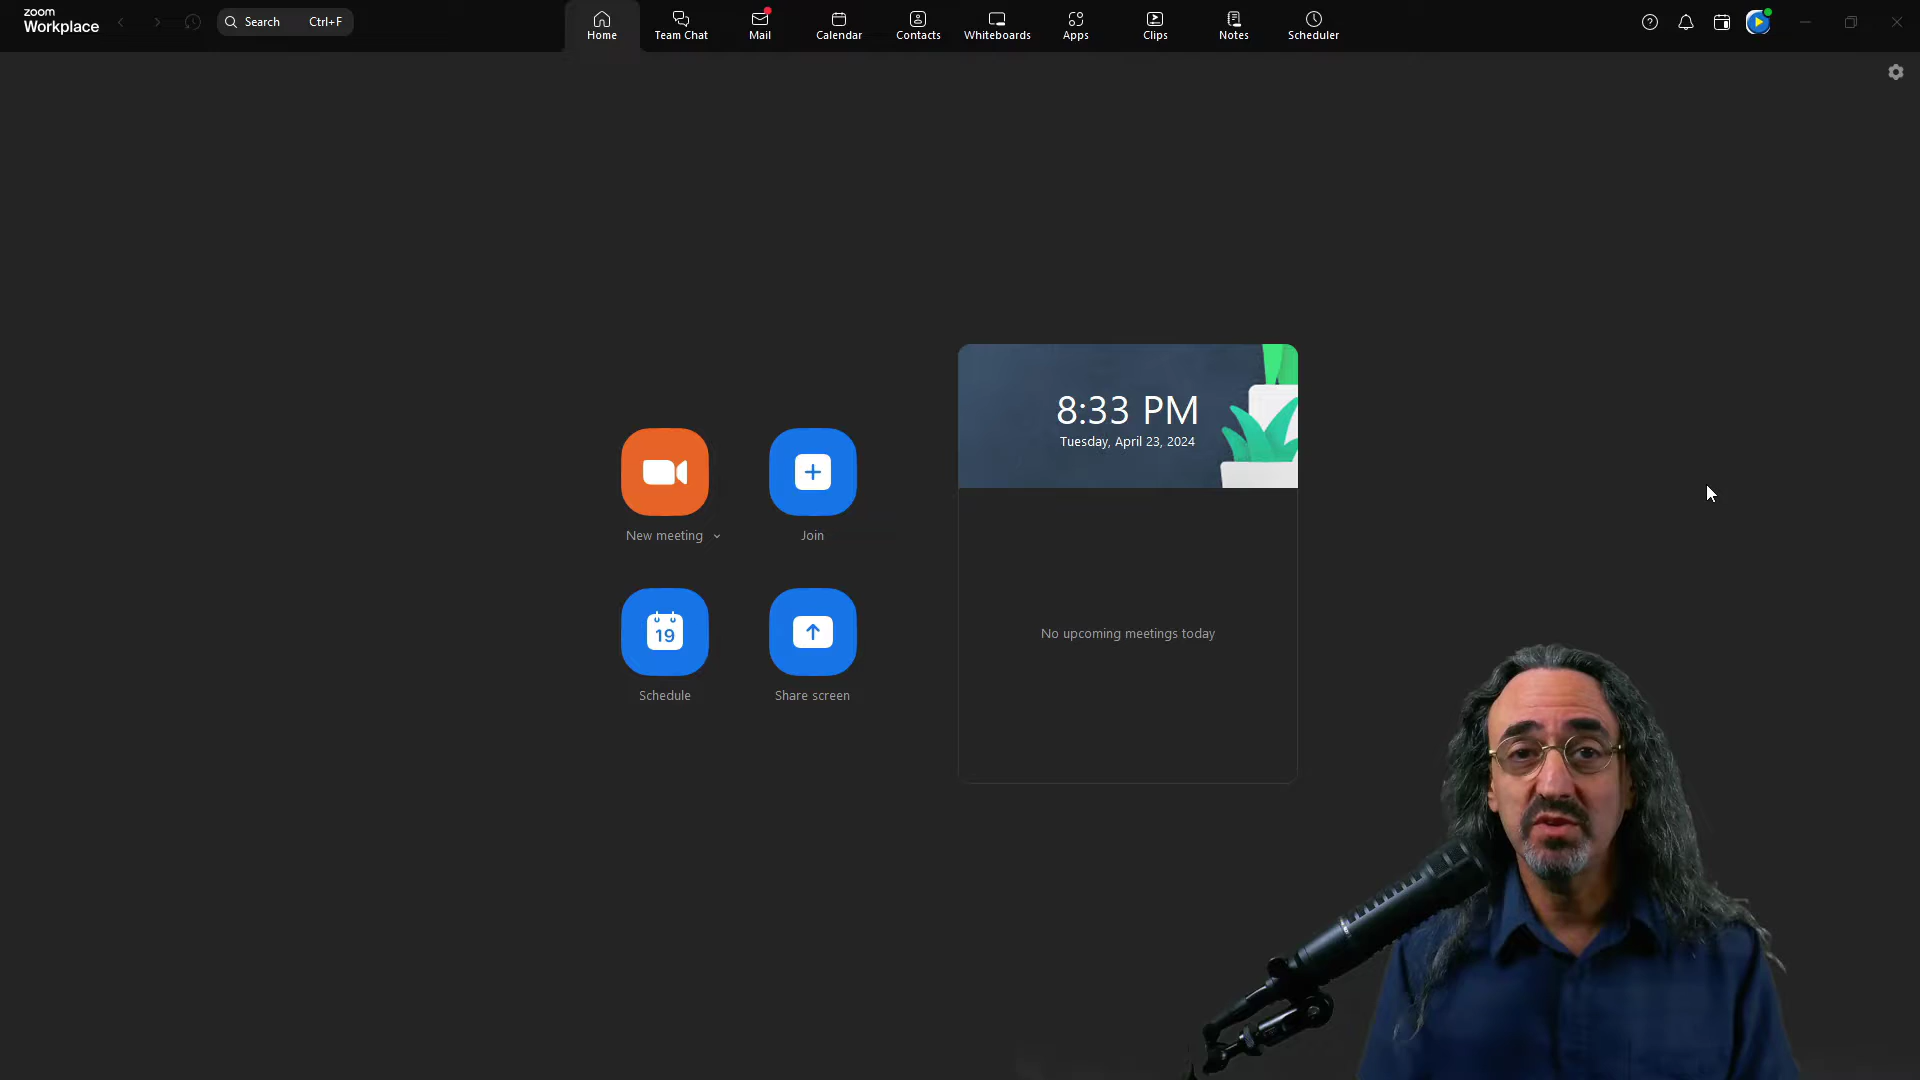 zoom
Workplace
Search Ctrl+F
Home
Team Chat
Mail
Calendar
Contacts
Whiteboards
Apps
Clips
Notes
Scheduler
8:33 PM
Tuesday, April 23, 2024
New meeting
Join
19
Schedule
Share screen
No upcoming meetings today